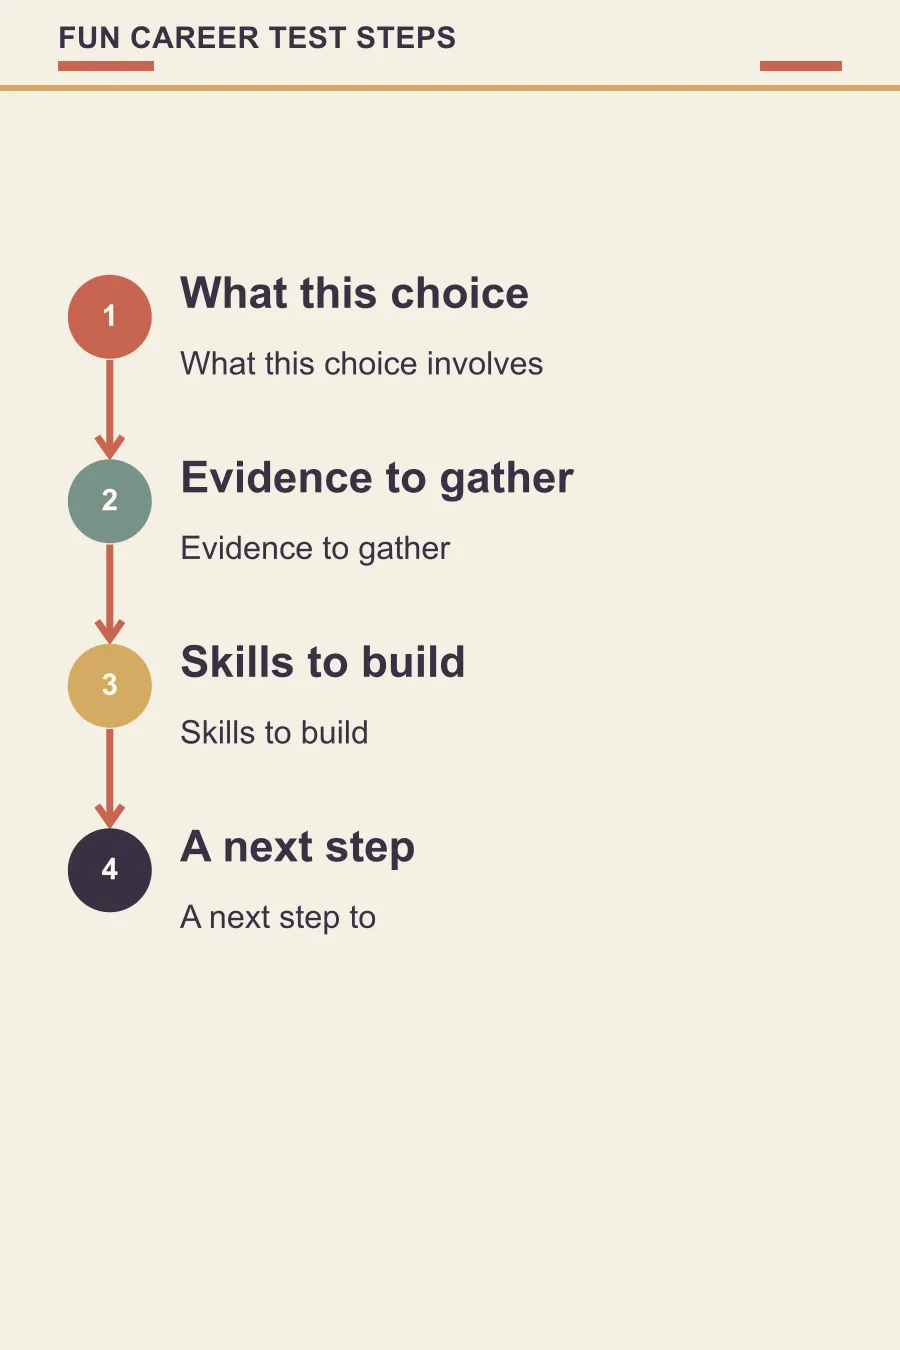 FUN CAREER TEST STEPS
1
What this choice
What this choice involves
2
Evidence to gather
Evidence to gather
3
Skills to build
Skills to build
4
A next step
A next step to